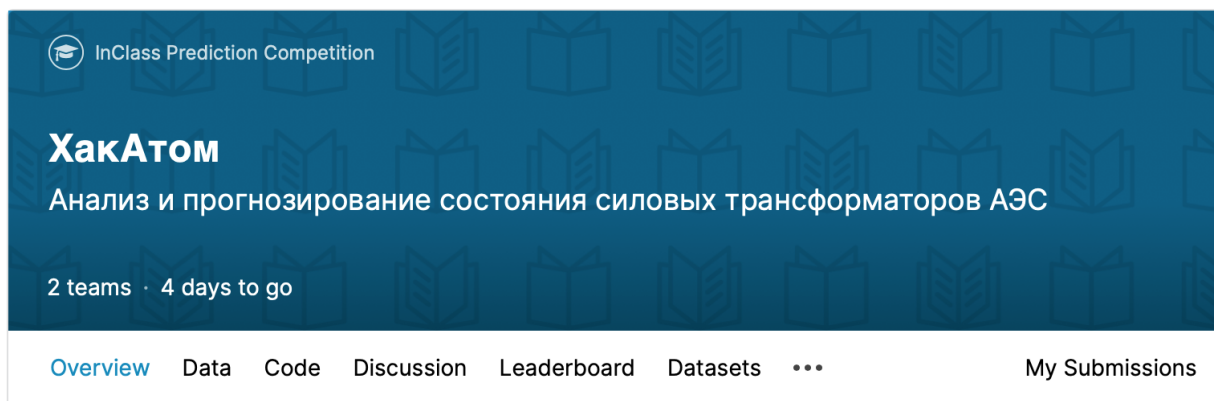 InClass Prediction Competition
ХакАтом
Анализ и прогнозирование состояния силовых трансформаторов АЭС
2 teams · 4 days to go
Overview Data Code Discussion Leaderboard Datasets ••• My Submissions